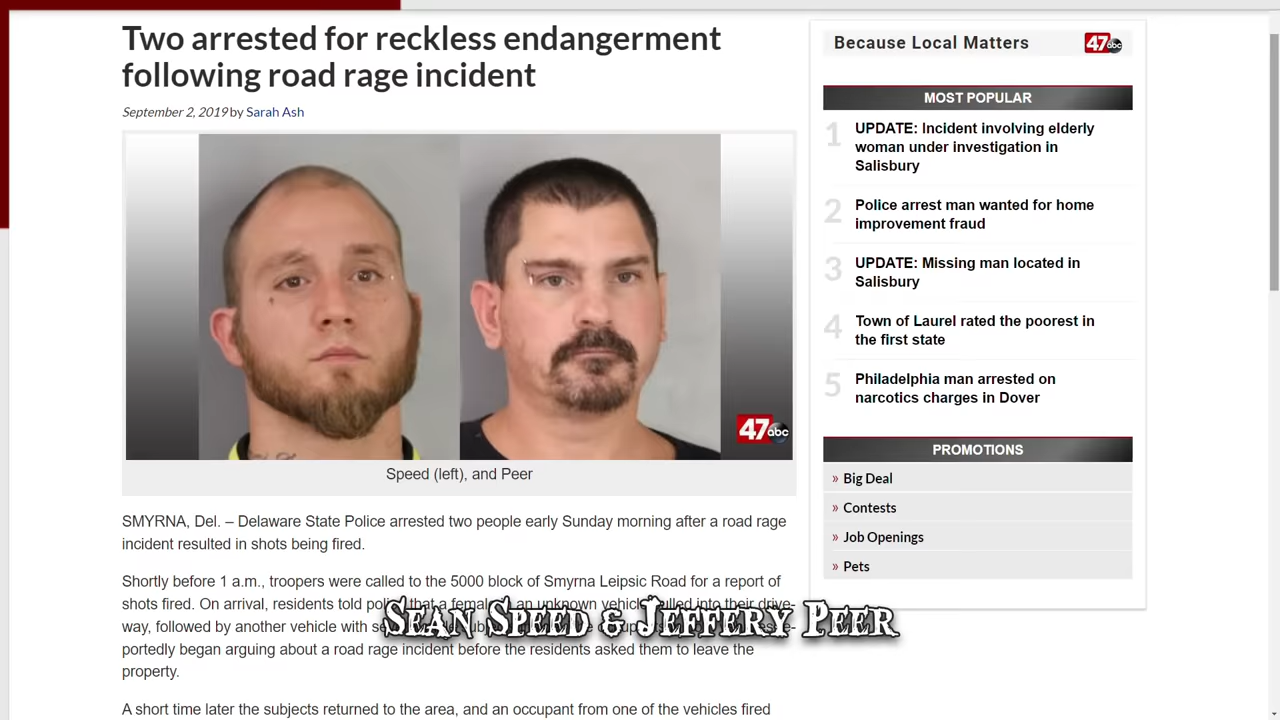 Two arrested for reckless endangerment
following road rage incident
September 2, 2019 by Sarah Ash
47abc
Speed (left), and Peer
SMYRNA, Del. – Delaware State Police arrested two people early Sunday morning after a road rage
incident resulted in shots being fired.
Shortly before 1 a.m., troopers were called to the 5000 block of Smyrna Leipsic Road for a report of
shots fired. On arrival, residents told that a female an unknown into their drive-
way, followed by another vehicle with
portedly began arguing about a road rage incident before the residents asked them to leave the
property.
A short time later the subjects returned to the area, and an occupant from one of the vehicles fired
Sean Speed & Jeffery Peer
Because Local Matters
47abc
MOST POPULAR
1 UPDATE: Incident involving elderly
woman under investigation in
Salisbury
2 Police arrest man wanted for home
improvement fraud
3 UPDATE: Missing man located in
Salisbury
4 Town of Laurel rated the poorest in
the first state
5 Philadelphia man arrested on
narcotics charges in Dover
PROMOTIONS
» Big Deal
» Contests
» Job Openings
» Pets